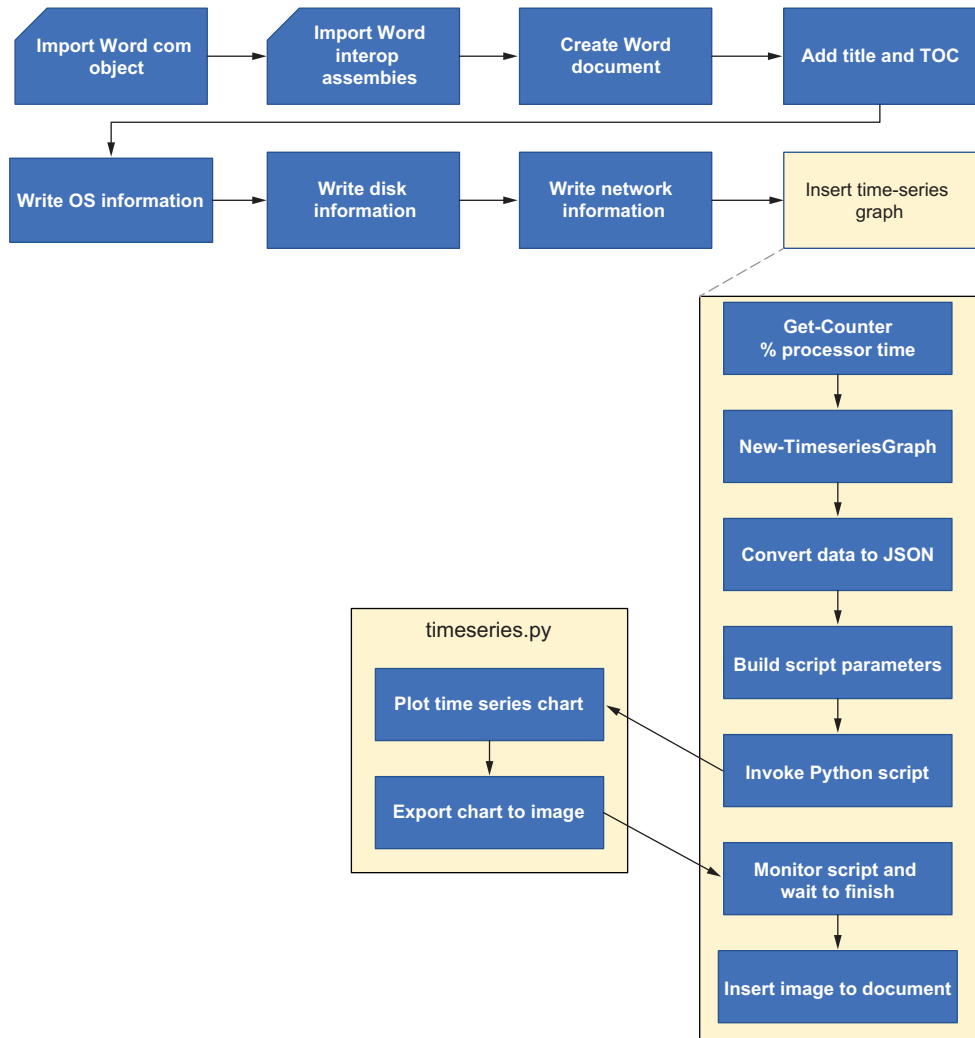 Import Word com
object
Import Word
interop
assembies
Create Word
document
Add title and TOC
Write OS information
Write disk
information
Write network
information
Insert time-series
graph
Get-Counter
% processor time
New-TimeseriesGraph
Convert data to JSON
Build script parameters
Invoke Python script
timeseries.py
Plot time series chart
Export chart to image
Monitor script and
wait to finish
Insert image to document